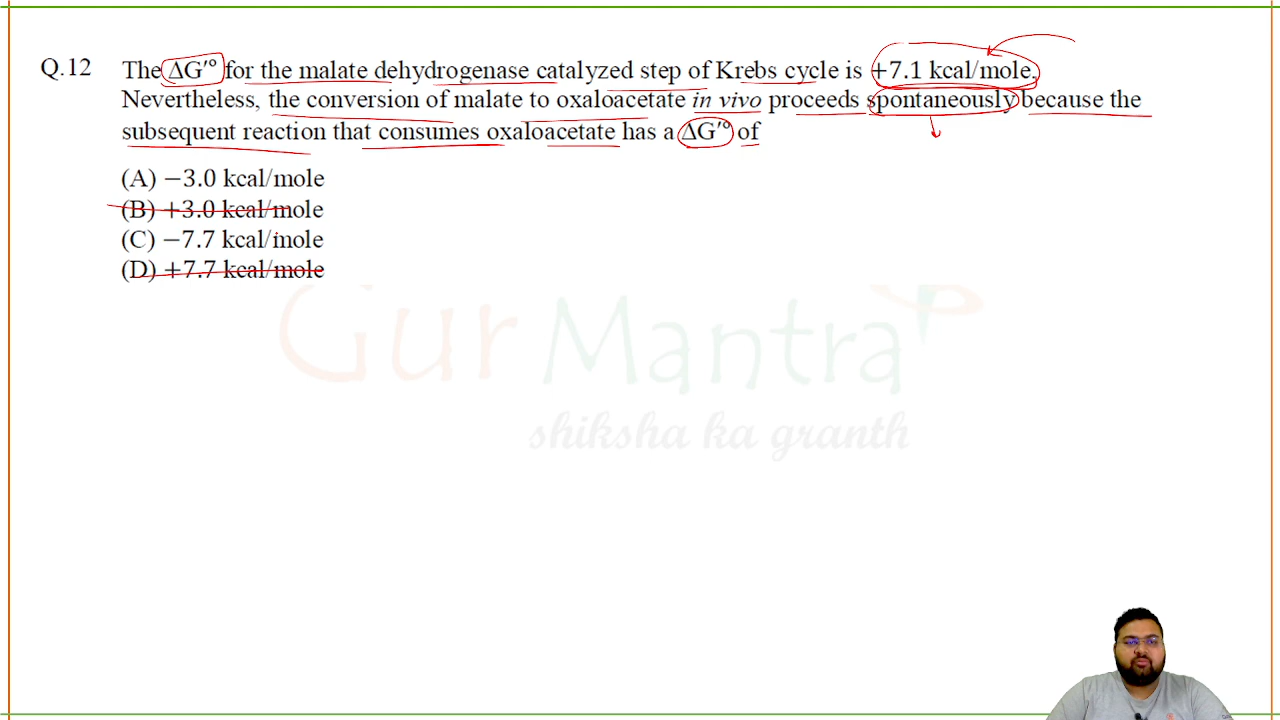 Q.12 The ΔG′° for the malate dehydrogenase catalyzed step of Krebs cycle is +7.1 kcal/mole.
Nevertheless, the conversion of malate to oxaloacetate in vivo proceeds spontaneously because the
subsequent reaction that consumes oxaloacetate has a ΔG′° of
(A) −3.0 kcal/mole
(B) +3.0 kcal/mole
(C) −7.7 kcal/mole
(D) +7.7 kcal/mole
Gur Mantra
shiksha ka granth